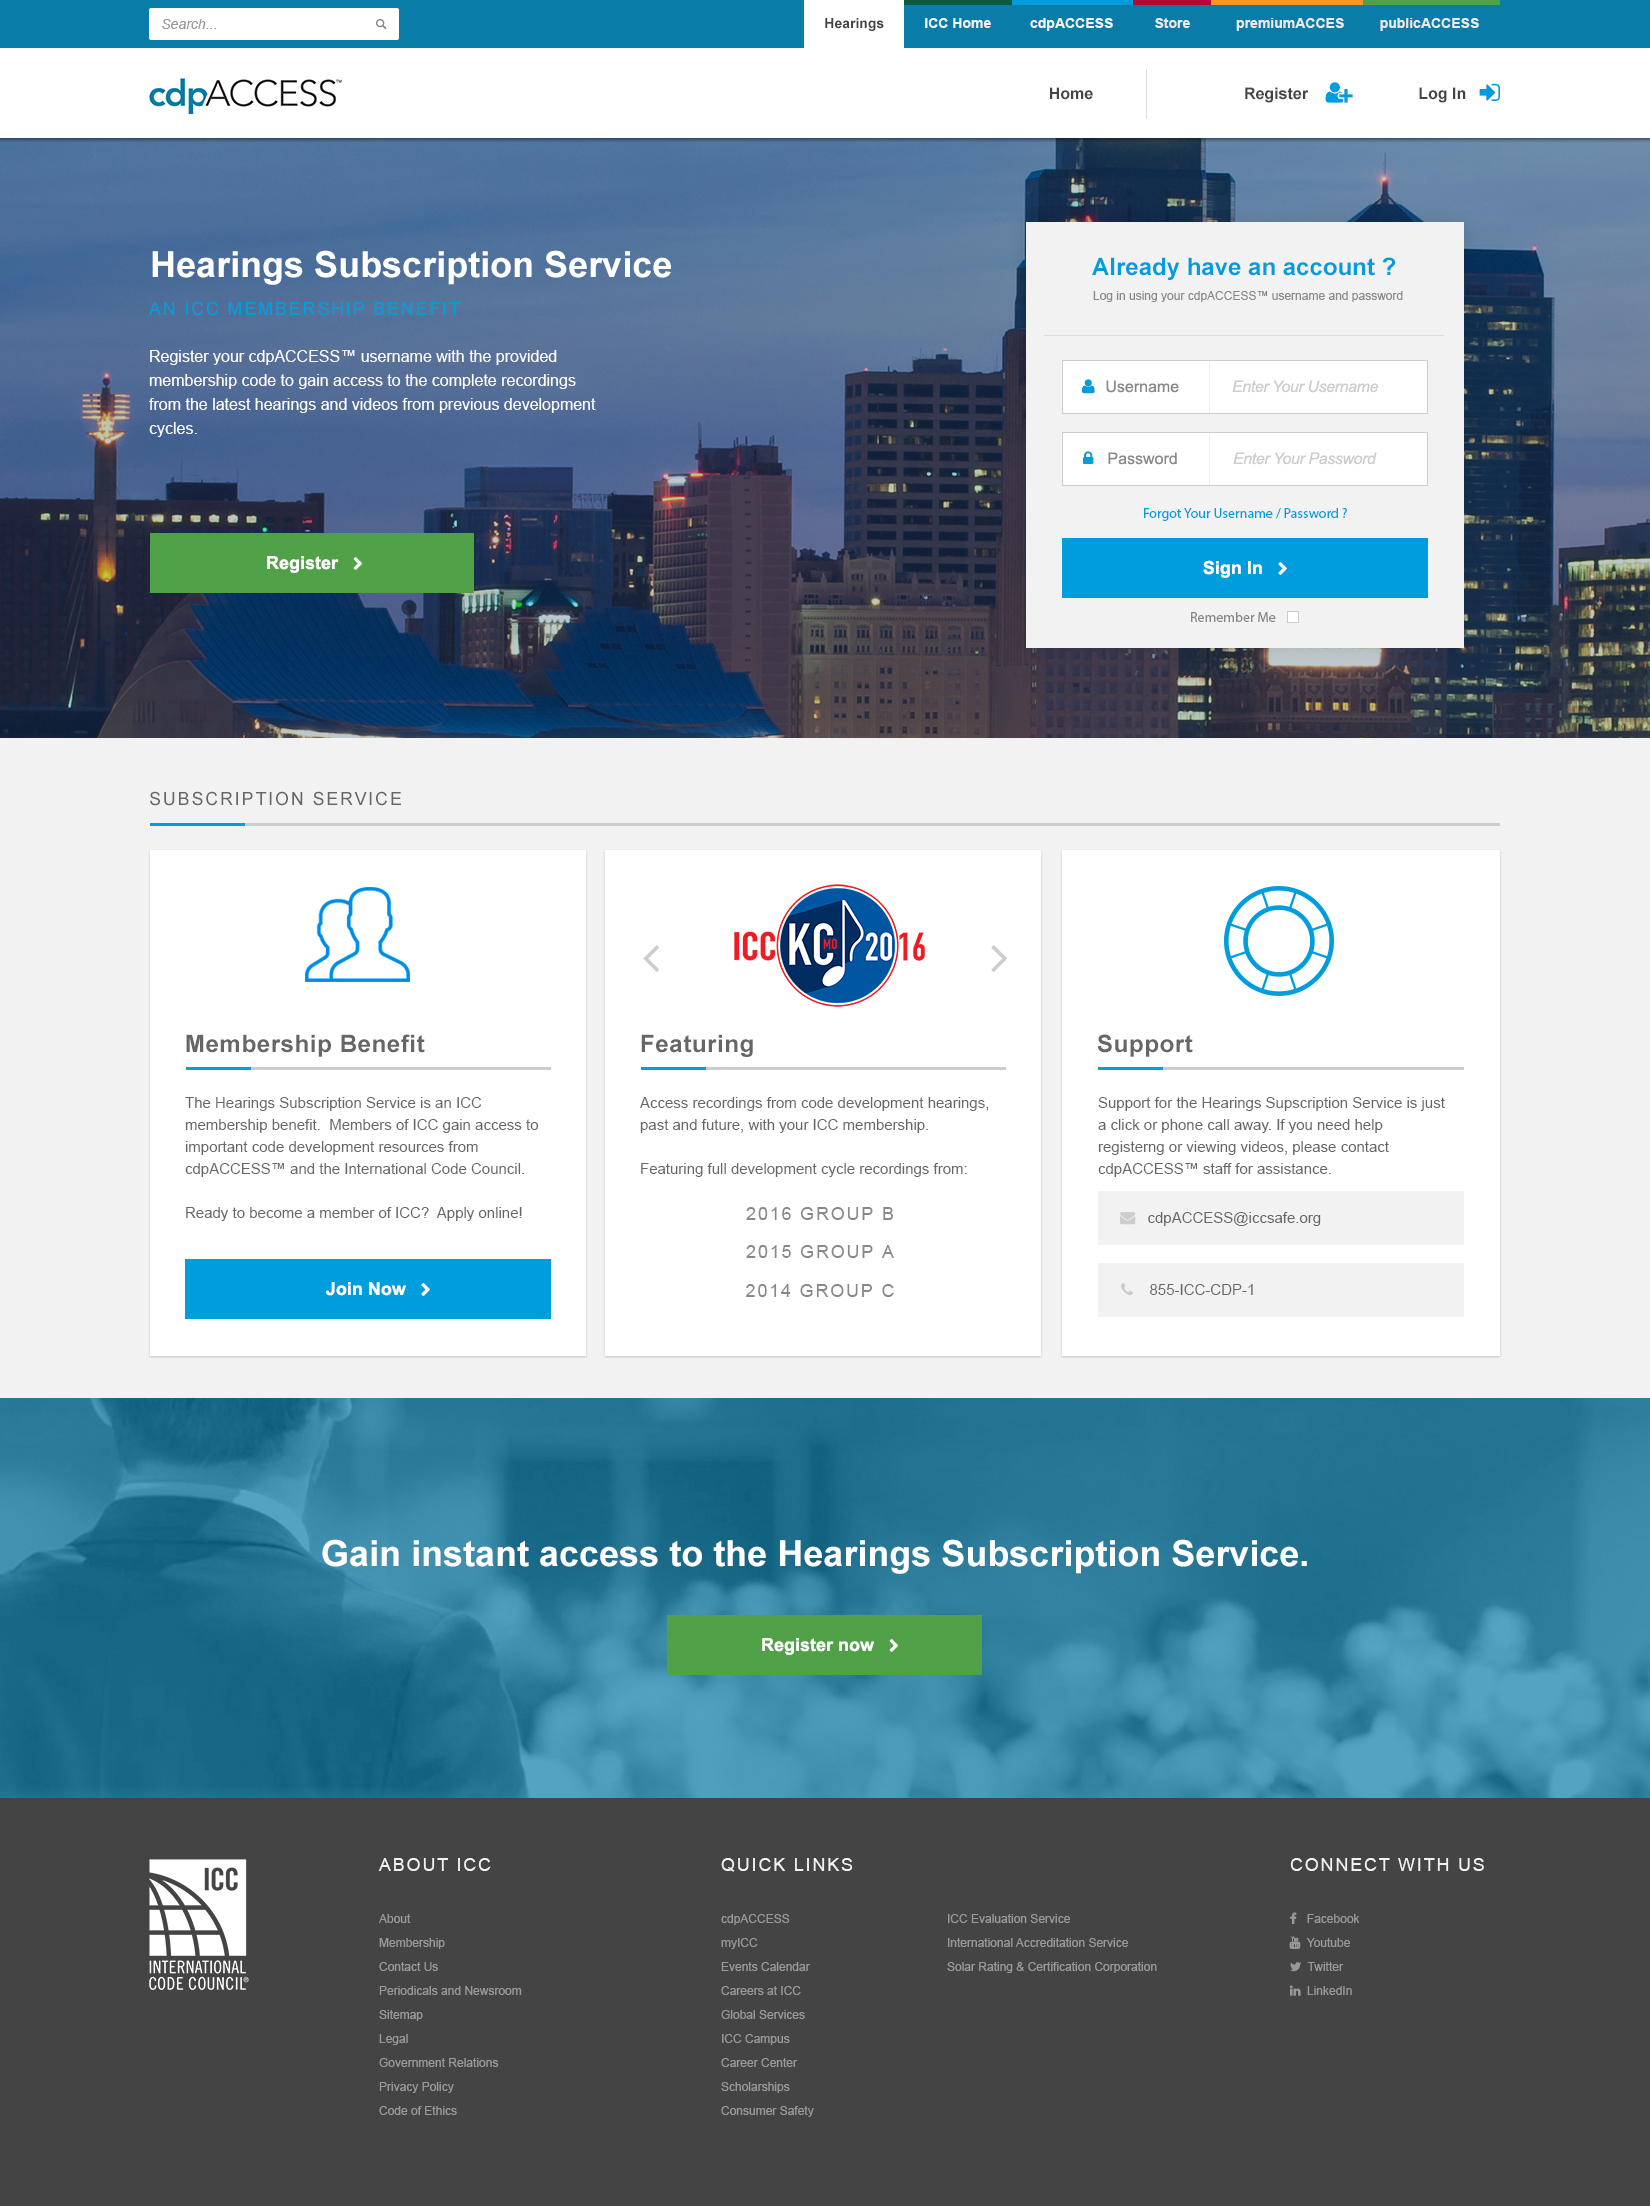 Search...
Hearings
ICC Home
cdpACCESS
Store
premiumACCES
publicACCESS
cdpACCESS™
Home
Register
Log In
Hearings Subscription Service
AN ICC MEMBERSHIP BENEFIT
Register your cdpACCESS™ username with the provided
membership code to gain access to the complete recordings
from the latest hearings and videos from previous development
cycles.
Register
Already have an account ?
Log in using your cdpACCESS™ username and password
Username
Enter Your Username
Password
Enter Your Password
Forgot Your Username / Password ?
Sign In
Remember Me
SUBSCRIPTION SERVICE
Membership Benefit
The Hearings Subscription Service is an ICC
membership benefit.  Members of ICC gain access to
important code development resources from
cdpACCESS™ and the International Code Council.
Ready to become a member of ICC?  Apply online!
Join Now
ICC KC MO 2016
Featuring
Access recordings from code development hearings,
past and future, with your ICC membership.
Featuring full development cycle recordings from:
2016 GROUP B
2015 GROUP A
2014 GROUP C
Support
Support for the Hearings Supscription Service is just
a click or phone call away. If you need help
registerng or viewing videos, please contact
cdpACCESS™ staff for assistance.
cdpACCESS@iccsafe.org
855-ICC-CDP-1
Gain instant access to the Hearings Subscription Service.
Register now
ICC
INTERNATIONAL
CODE COUNCIL®
ABOUT ICC
About
Membership
Contact Us
Periodicals and Newsroom
Sitemap
Legal
Government Relations
Privacy Policy
Code of Ethics
QUICK LINKS
cdpACCESS
myICC
Events Calendar
Careers at ICC
Global Services
ICC Campus
Career Center
Scholarships
Consumer Safety
ICC Evaluation Service
International Accreditation Service
Solar Rating & Certification Corporation
CONNECT WITH US
Facebook
Youtube
Twitter
LinkedIn